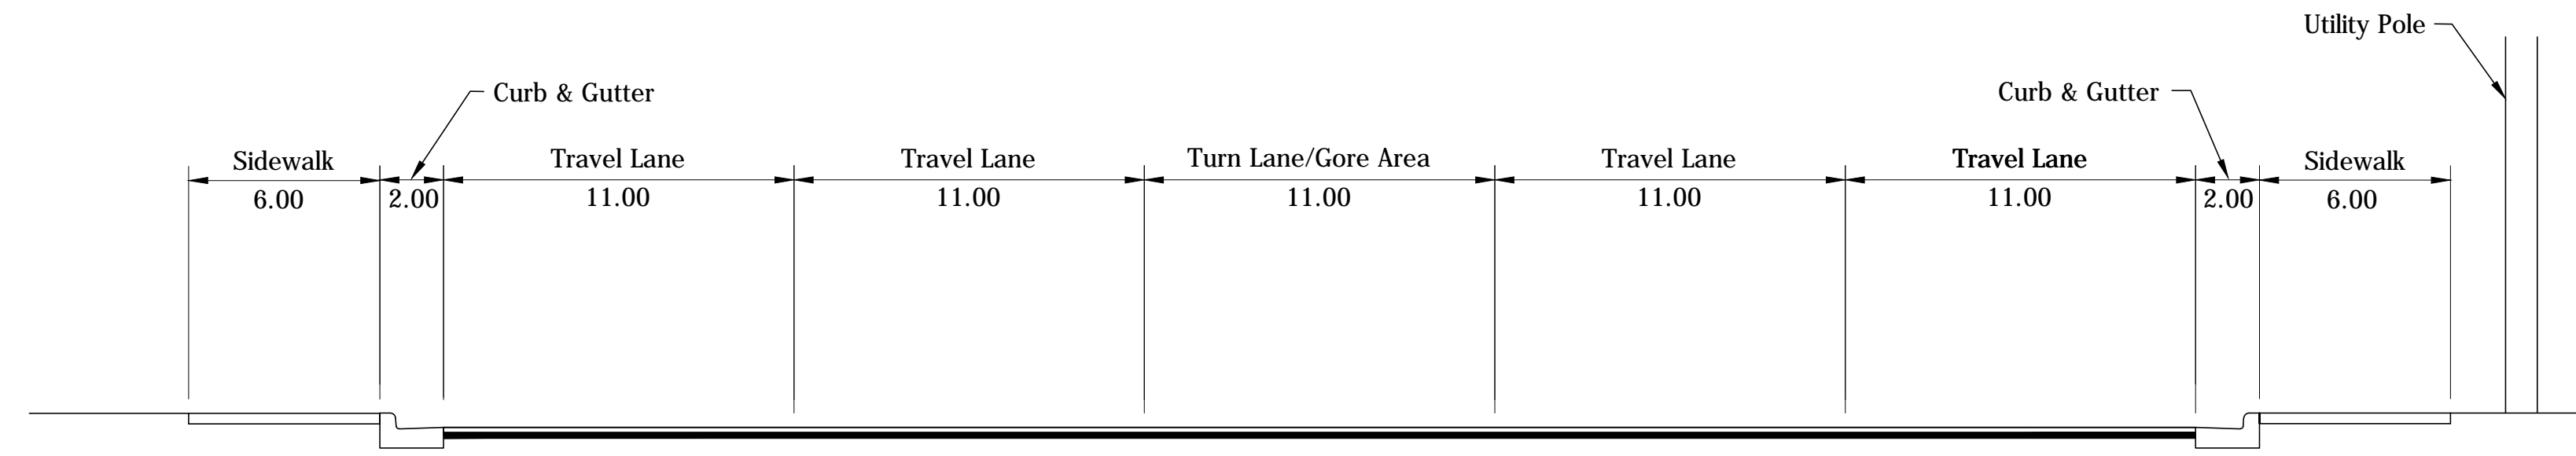 Utility Pole
Curb & Gutter
Curb & Gutter
Sidewalk
Travel Lane
Travel Lane
Turn Lane/Gore Area
Travel Lane
Travel Lane
Sidewalk
6.00
2.00
11.00
11.00
11.00
11.00
11.00
2.00
6.00